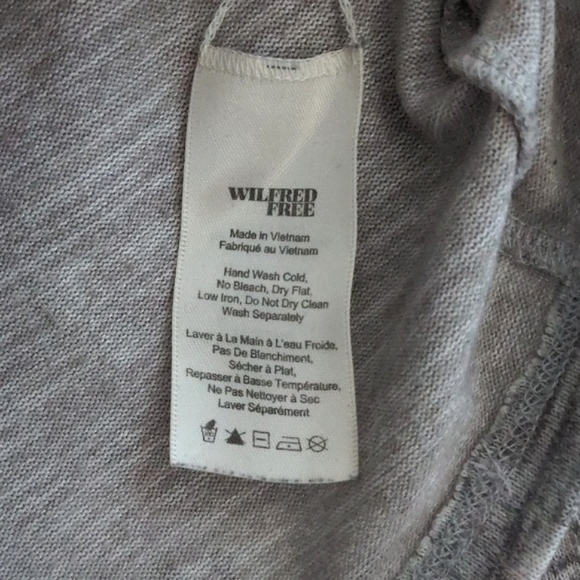 WILFRED
FREE
Made in Vietnam
Fabriqué au Vietnam
Hand Wash Cold,
No Bleach, Dry Flat,
Low Iron, Do Not Dry Clean
Wash Separately
Laver à La Main à L'eau Froide,
Pas De Blanchiment,
Sécher à Plat,
Repasser à Basse Température,
Ne Pas Nettoyer à Sec
Laver Séparément